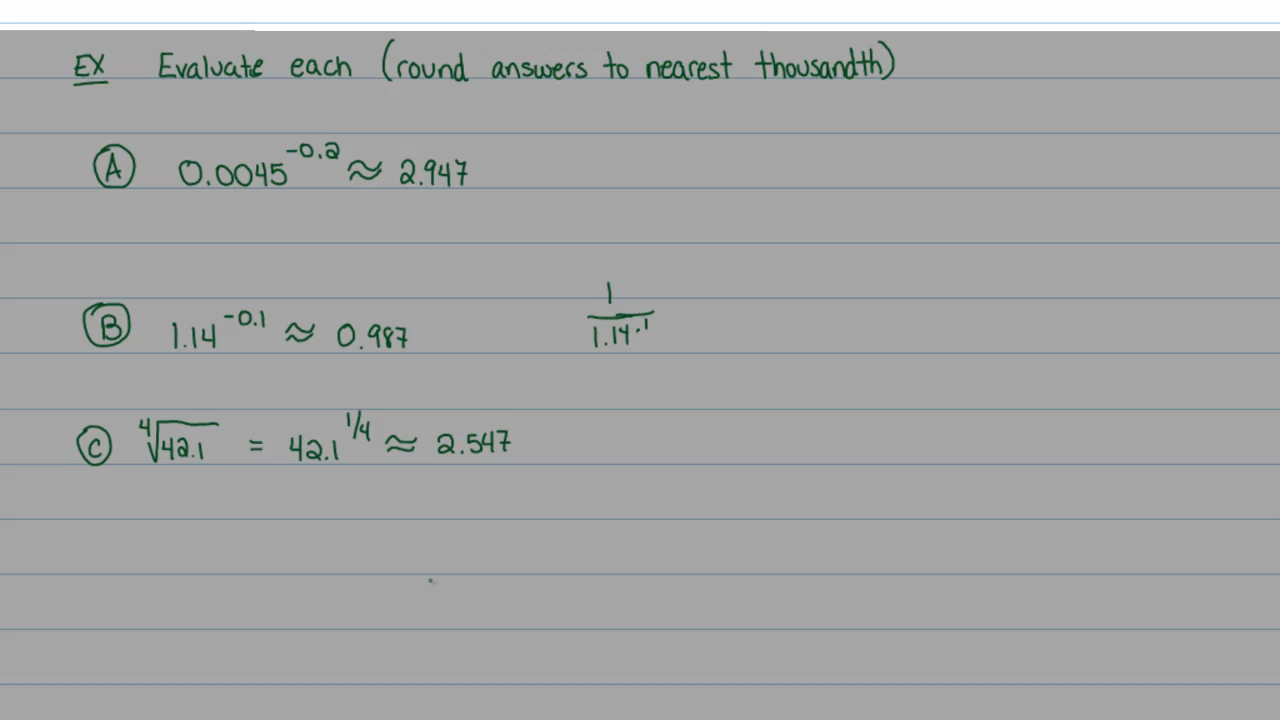 EX Evaluate each (round answers to nearest thousandth)
A 0.0045^-0.2 ≈ 2.947
B 1.14^-0.1 ≈ 0.987 1/1.14^.1
C ⁴√42.1 = 42.1^1/4 ≈ 2.547